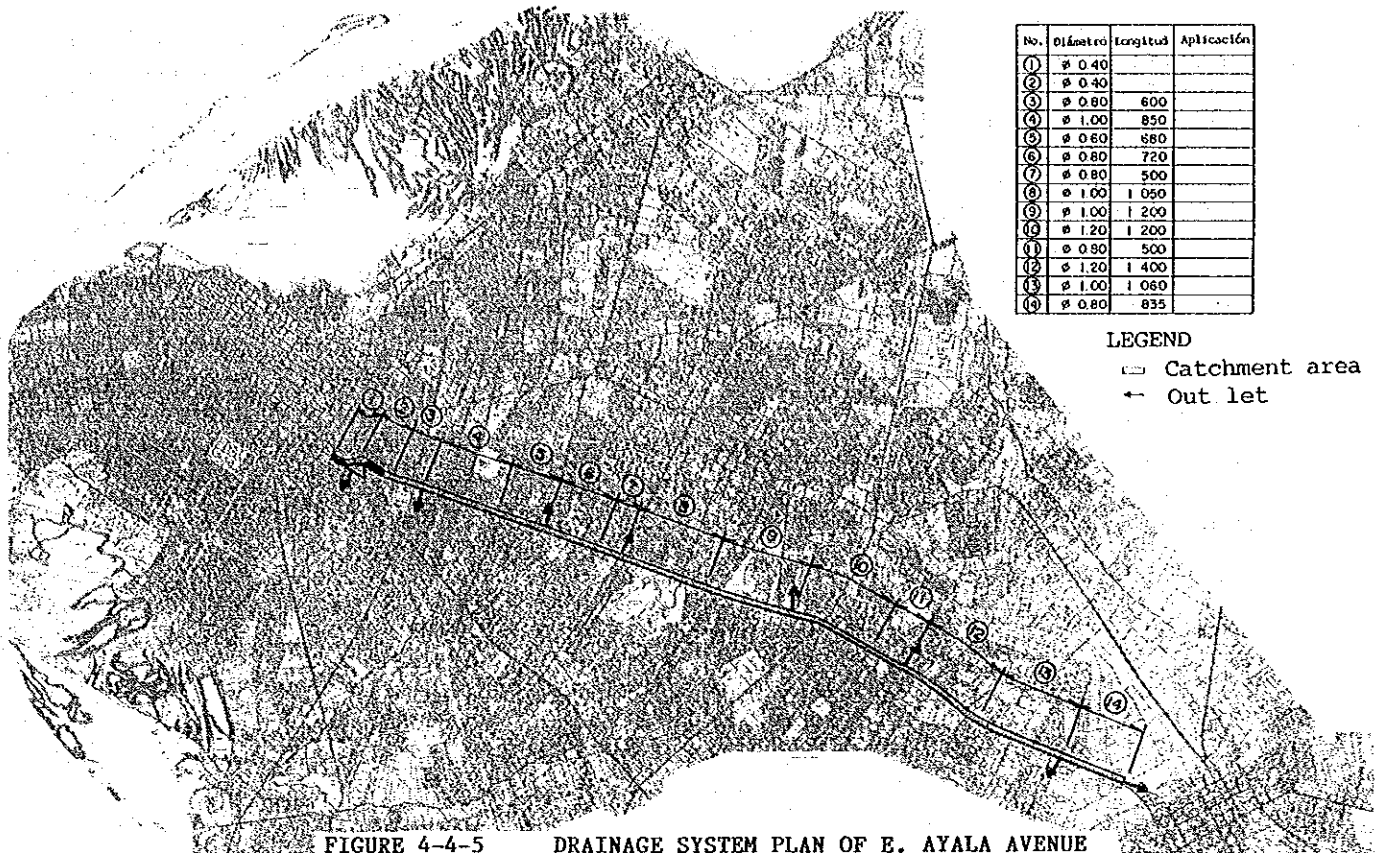 No. Diámetro Longitud Aplicación
① ø 0.40
② ø 0.40
③ ø 0.80 600
④ ø 1.00 850
⑤ ø 0.60 680
⑥ ø 0.80 720
⑦ ø 0.80 500
⑧ ø 1.00 1 050
⑨ ø 1.00 1 200
⑩ ø 1.20 1 200
⑪ ø 0.80 500
⑫ ø 1.20 1 400
⑬ ø 1.00 1 060
⑭ ø 0.80 835
LEGEND
Catchment area
Out let
①
②
③
④
⑤
⑥
⑦
⑧
⑨
⑩
⑪
⑫
⑬
⑭
FIGURE 4-4-5 DRAINAGE SYSTEM PLAN OF E. AYALA AVENUE